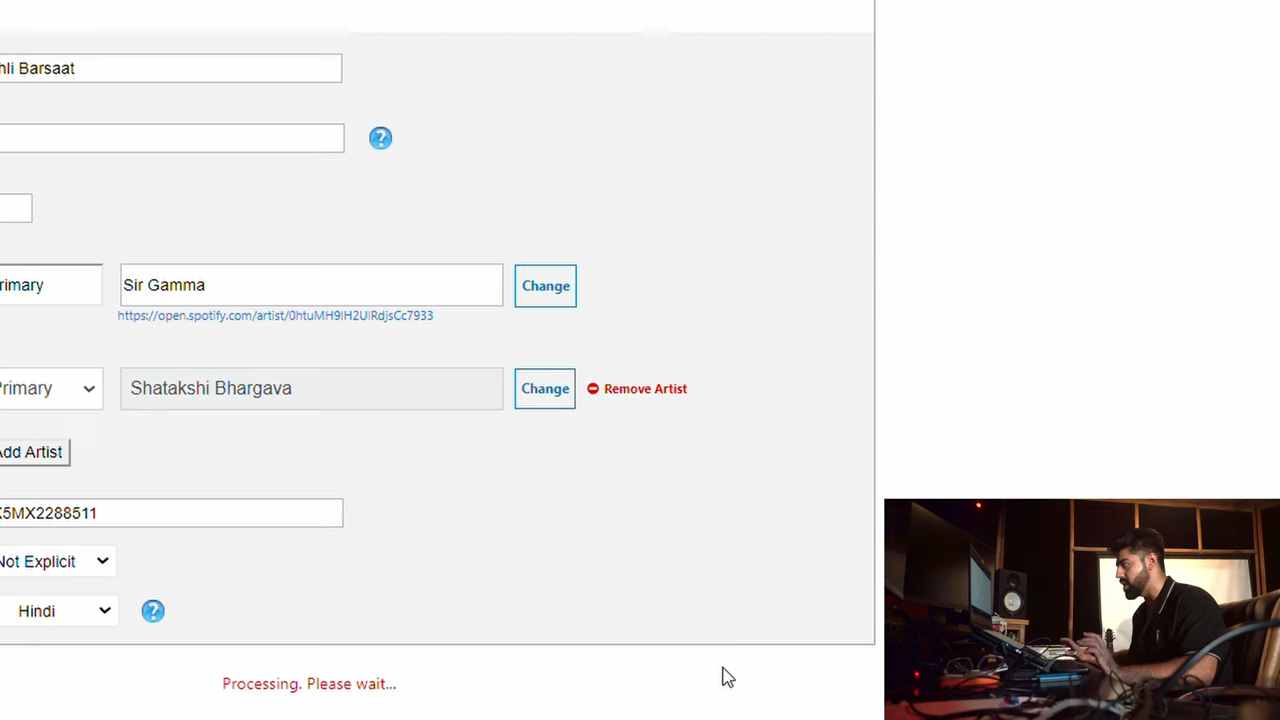 hli Barsaat
?
rimary
Sir Gamma
Change
https://open.spotify.com/artist/0htuMH9IH2UIRdjsCc7933
Primary
Shatakshi Bhargava
Change
Remove Artist
Add Artist
5MX2288511
Not Explicit
Hindi
?
Processing. Please wait...